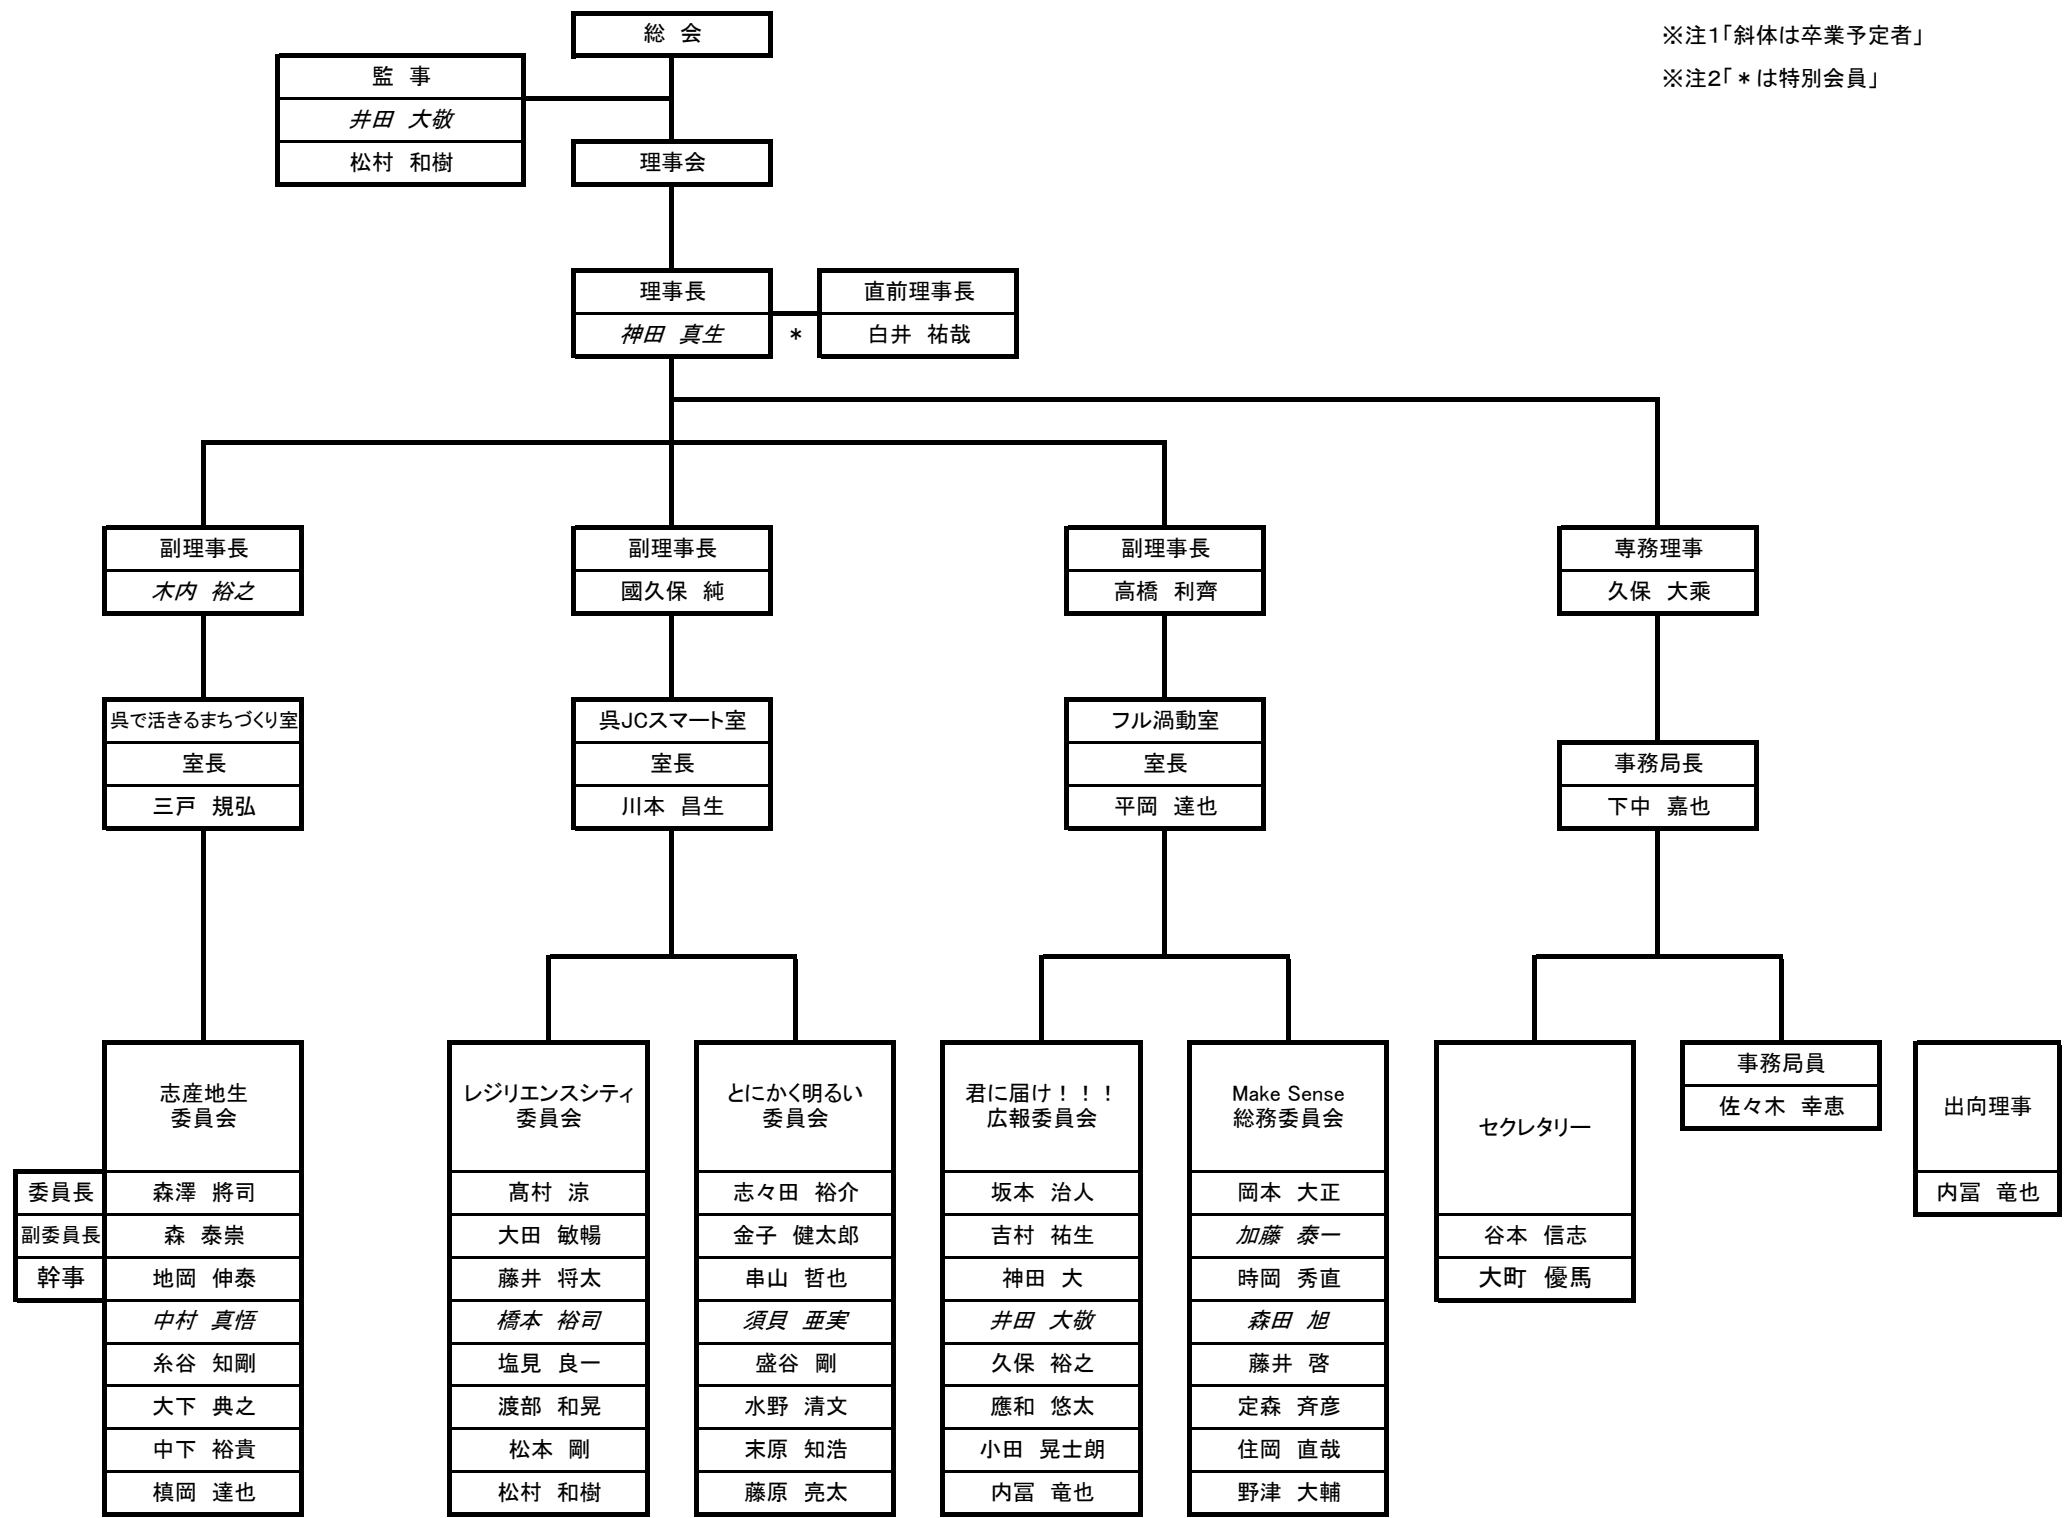 総 会
※注1「斜体は卒業予定者」
※注2「＊は特別会員」
監 事
井田 大敬
松村 和樹
理事会
理事長
神田 真生
＊
直前理事長
白井 祐哉
副理事長
木内 裕之
副理事長
國久保 純
副理事長
高橋 利齊
専務理事
久保 大乘
呉で活きるまちづくり室
室長
三戸 規弘
呉JCスマート室
室長
川本 昌生
フル渦動室
室長
平岡 達也
事務局長
下中 嘉也
志産地生
委員会
レジリエンスシティ
委員会
とにかく明るい
委員会
君に届け！！！
広報委員会
Make Sense
総務委員会
セクレタリー
事務局員
佐々木 幸恵
出向理事
委員長
副委員長
幹事
森澤 將司
森 泰崇
地岡 伸泰
中村 真悟
糸谷 知剛
大下 典之
中下 裕貴
槙岡 達也
髙村 涼
大田 敏暢
藤井 将太
橋本 裕司
塩見 良一
渡部 和晃
松本 剛
松村 和樹
志々田 裕介
金子 健太郎
串山 哲也
須貝 亜実
盛谷 剛
水野 清文
末原 知浩
藤原 亮太
坂本 治人
吉村 祐生
神田 大
井田 大敬
久保 裕之
應和 悠太
小田 晃士朗
内冨 竜也
岡本 大正
加藤 泰一
時岡 秀直
森田 旭
藤井 啓
定森 斉彦
住岡 直哉
野津 大輔
谷本 信志
大町 優馬
内冨 竜也